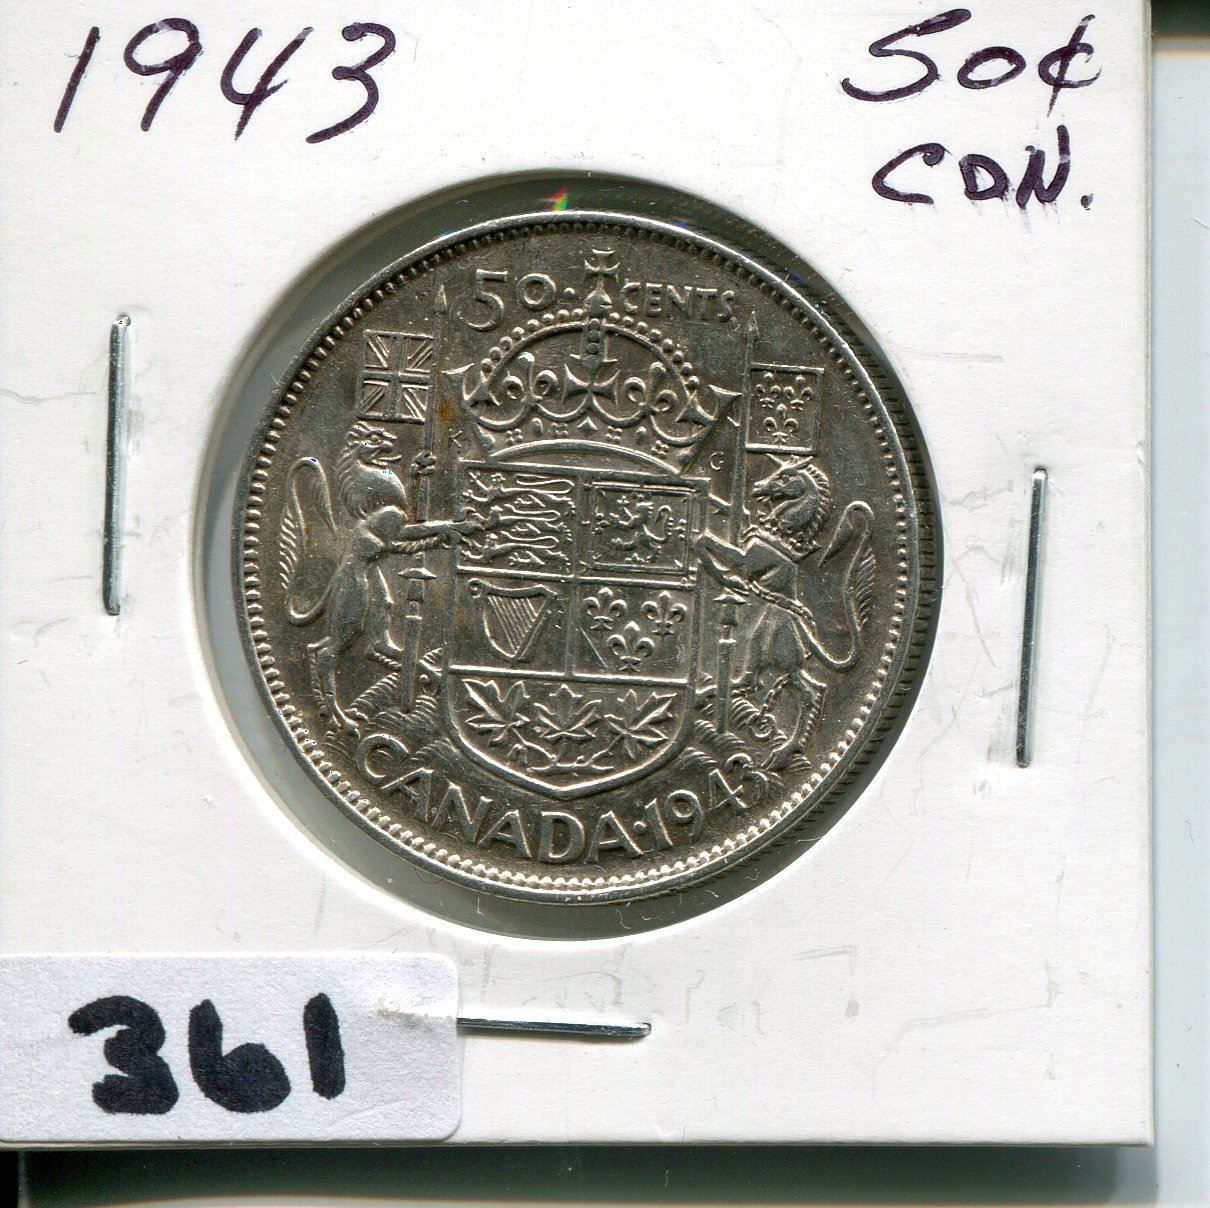 1943 50¢
CDN.
50 CENTS
K G
CANADA·1943
361